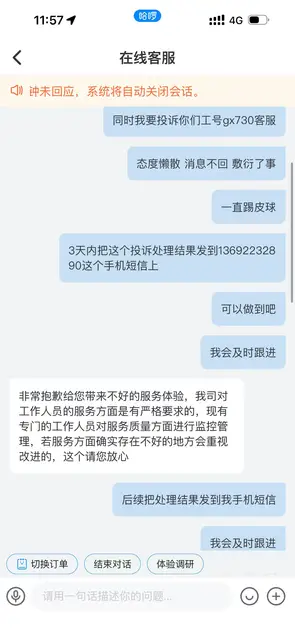 11:57
哈啰
4G
在线客服
钟未回应，系统将自动关闭会话。
同时我要投诉你们工号gx730客服
态度懒散 消息不回 敷衍了事
一直踢皮球
3天内把这个投诉处理结果发到136922328
90这个手机短信上
可以做到吧
我会及时跟进
非常抱歉给您带来不好的服务体验，我司对
工作人员的服务方面是有严格要求的，现有
专门的工作人员对服务质量方面进行监控管
理，若服务方面确实存在不好的地方会重视
改进的，这个请您放心
后续把处理结果发到我手机短信
我会及时跟进
切换订单
结束对话
体验调研
请用一句话描述你的问题...